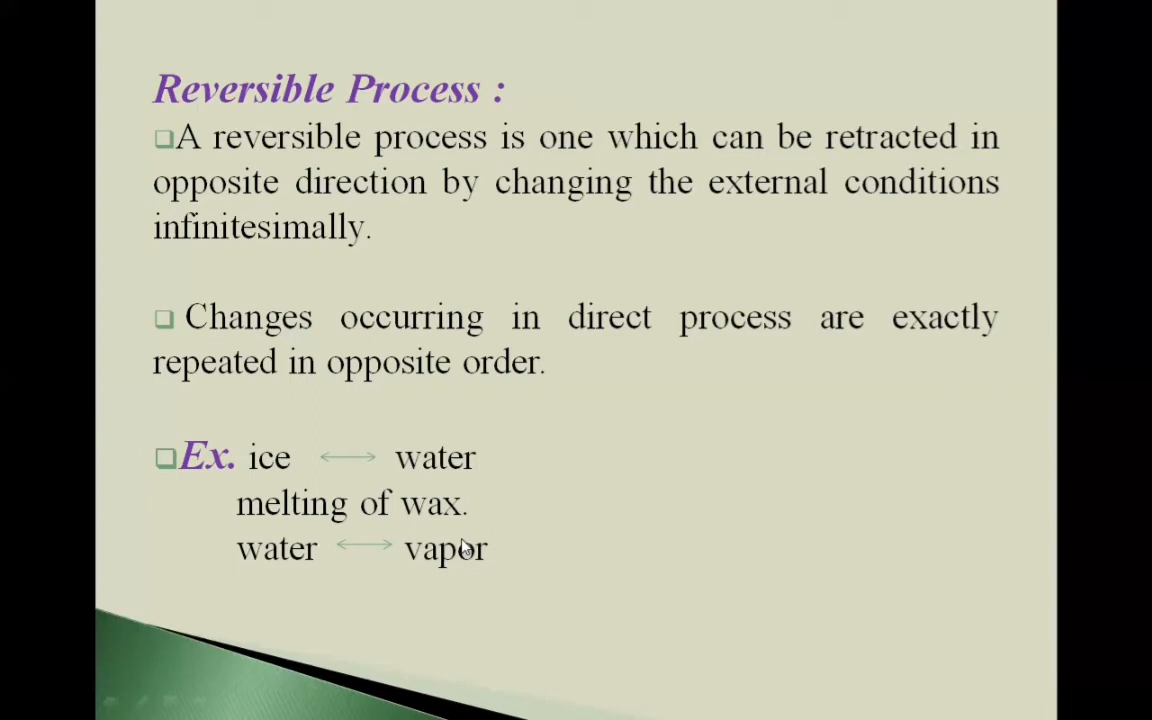 Reversible Process :
A reversible process is one which can be retracted in
opposite direction by changing the external conditions
infinitesimally.
Changes occurring in direct process are exactly
repeated in opposite order.
Ex. ice ⟷ water
melting of wax.
water ⟷ vapor